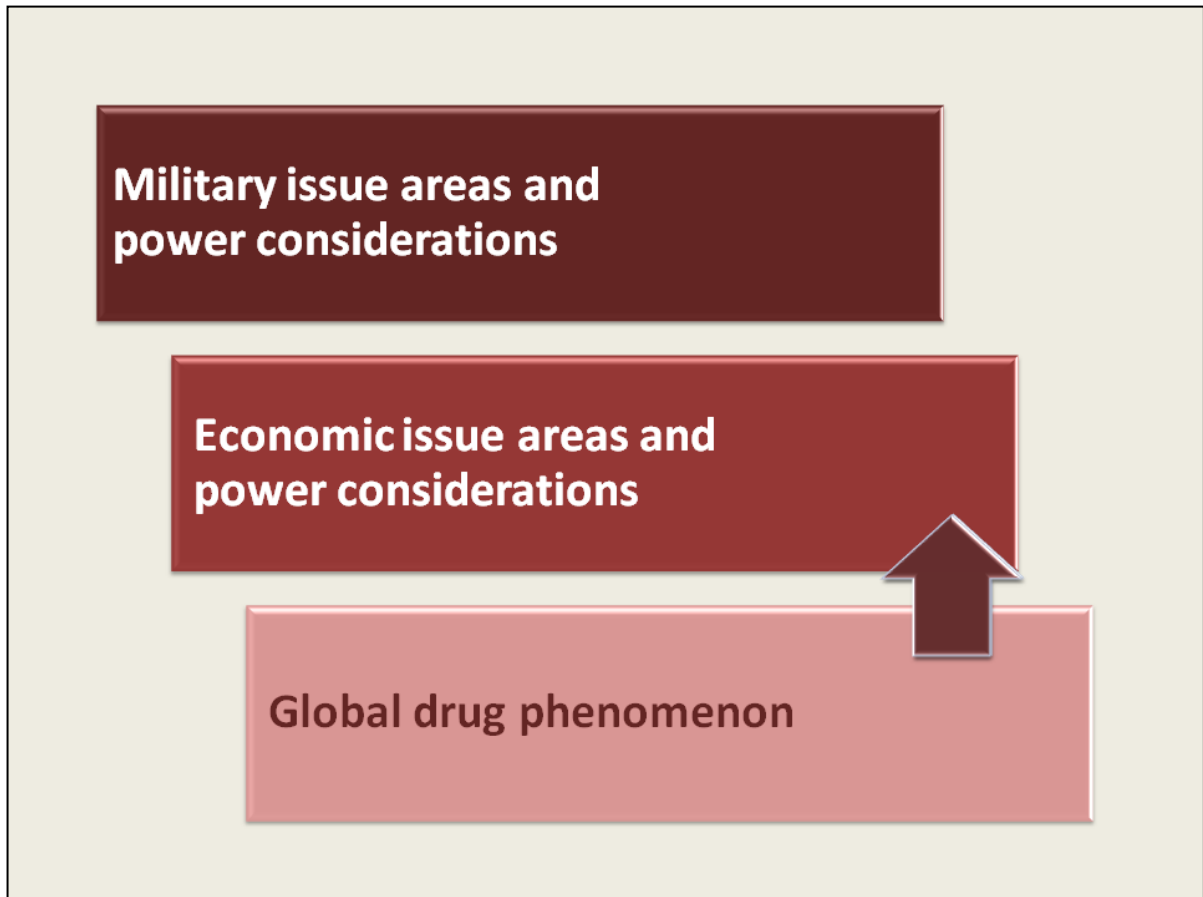 Military issue areas and
power considerations
Economic issue areas and
power considerations
Global drug phenomenon